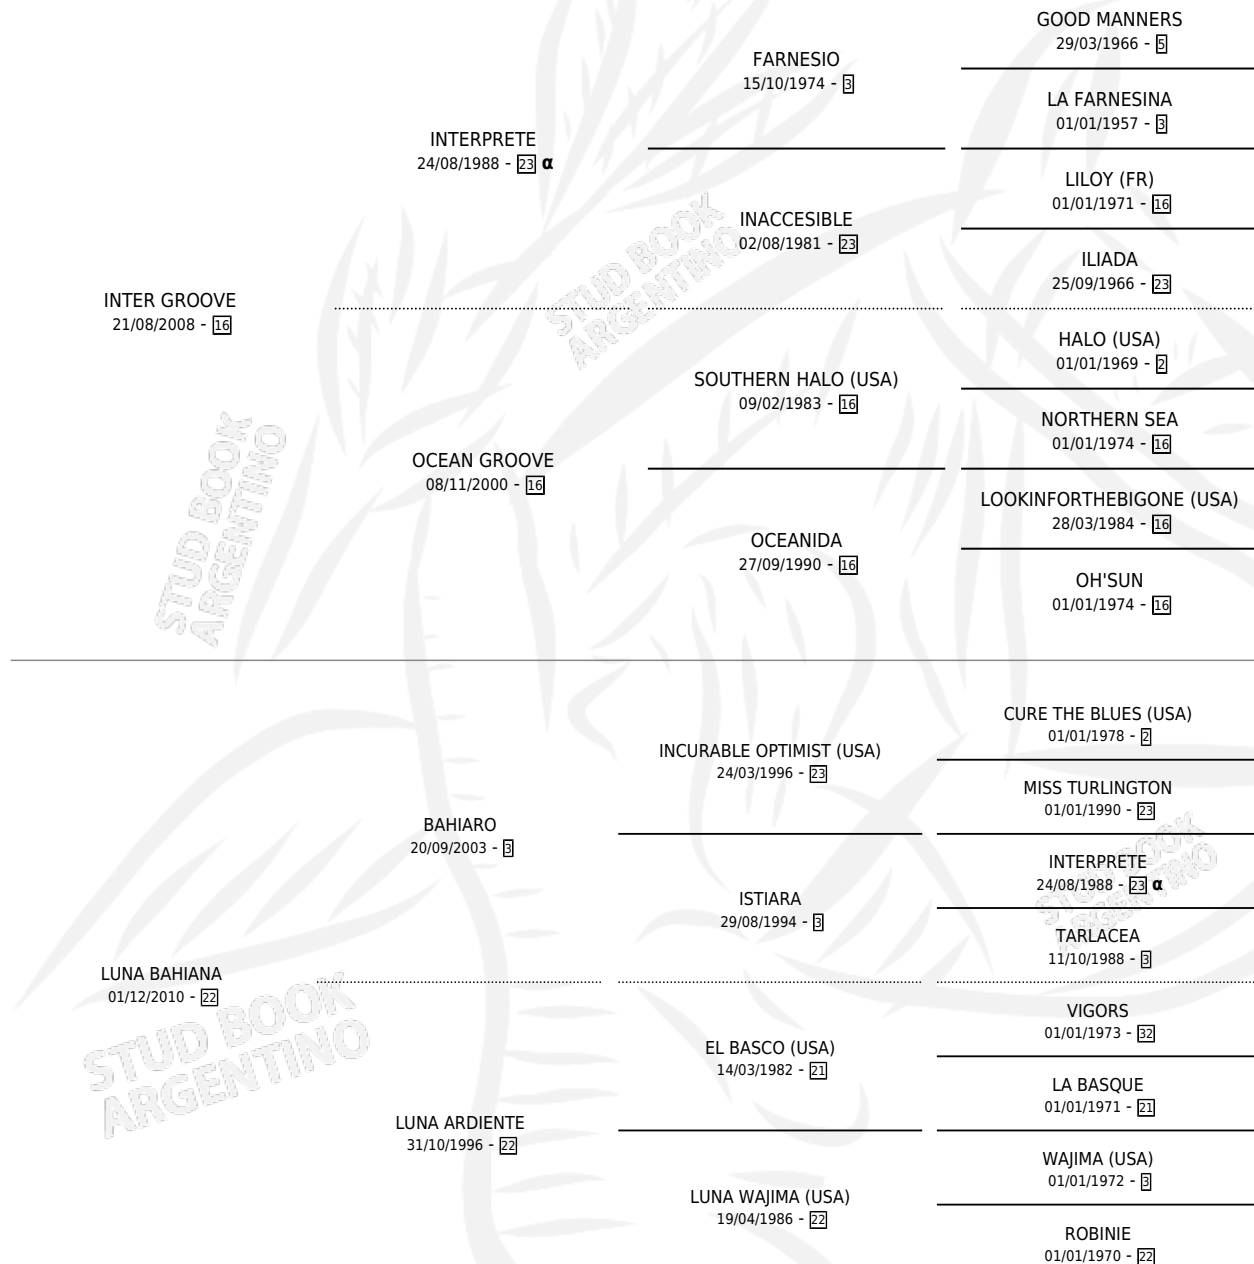 GOOD MANNERS
29/03/1966 - 5
FARNESIO
15/10/1974 - 3
LA FARNESINA
01/01/1957 - 3
INTERPRETE
24/08/1988 - 23 α
LILOY (FR)
01/01/1971 - 16
INACCESIBLE
02/08/1981 - 23
ILIADA
25/09/1966 - 23
INTER GROOVE
21/08/2008 - 16
HALO (USA)
01/01/1969 - 2
SOUTHERN HALO (USA)
09/02/1983 - 16
NORTHERN SEA
01/01/1974 - 16
OCEAN GROOVE
08/11/2000 - 16
LOOKINFORTHEBIGONE (USA)
28/03/1984 - 16
OCEANIDA
27/09/1990 - 16
OH'SUN
01/01/1974 - 16
CURE THE BLUES (USA)
01/01/1978 - 2
INCURABLE OPTIMIST (USA)
24/03/1996 - 23
MISS TURLINGTON
01/01/1990 - 23
BAHIARO
20/09/2003 - 3
INTERPRETE
24/08/1988 - 23 α
ISTIARA
29/08/1994 - 3
TARLACEA
11/10/1988 - 3
LUNA BAHIANA
01/12/2010 - 22
VIGORS
01/01/1973 - 32
EL BASCO (USA)
14/03/1982 - 21
LA BASQUE
01/01/1971 - 21
LUNA ARDIENTE
31/10/1996 - 22
WAJIMA (USA)
01/01/1972 - 3
LUNA WAJIMA (USA)
19/04/1986 - 22
ROBINIE
01/01/1970 - 22
STUD BOOK
ARGENTINO
STUD BOOK
ARGENTINO
STUD BOOK
ARGENTINO
STUD BOOK
ARGENTINO